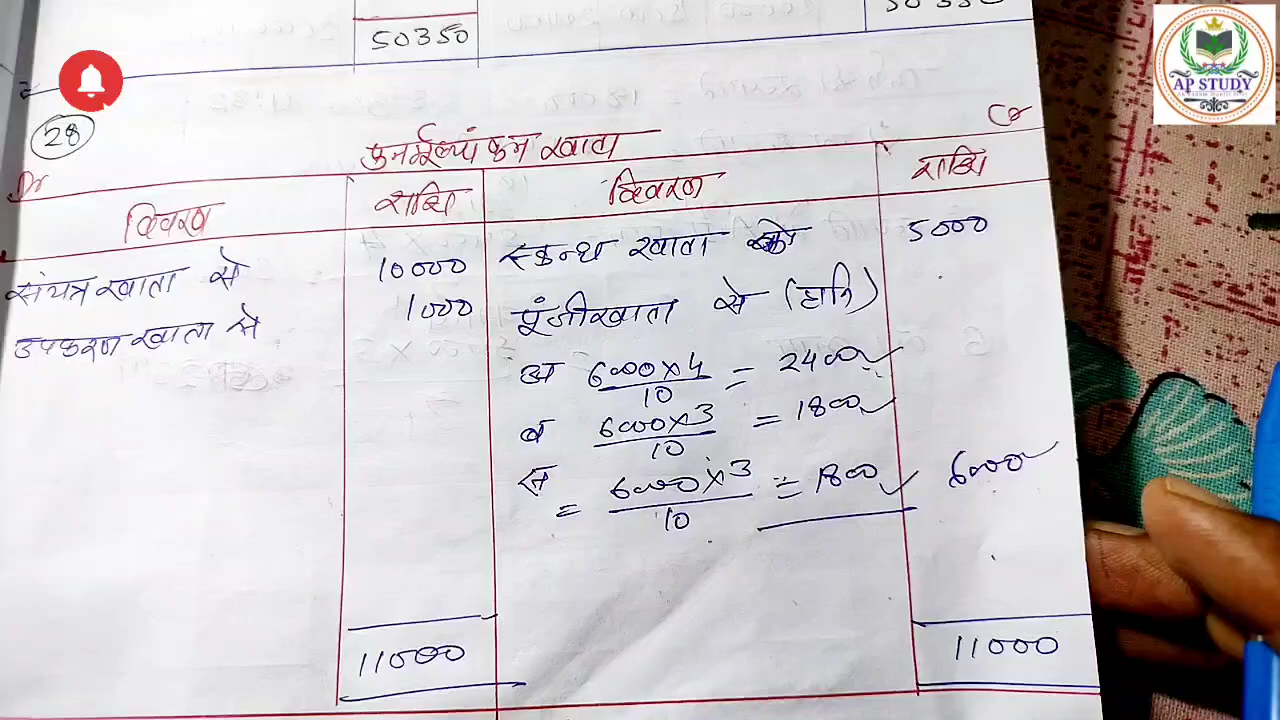 50350
28
पुनर्मूल्यांकन खाता
Dr
Cr
विवरण राशि विवरण राशि
संयत्र खाता से 10000 स्कन्ध खाता को 5000
उपकरण खाता से 1000 पूंजीखाता से (हानि)
अ 6000×4/10 = 2400
ब 6000×3/10 = 1800
स = 6000×3/10 = 1800 6000
11000 11000
AP STUDY